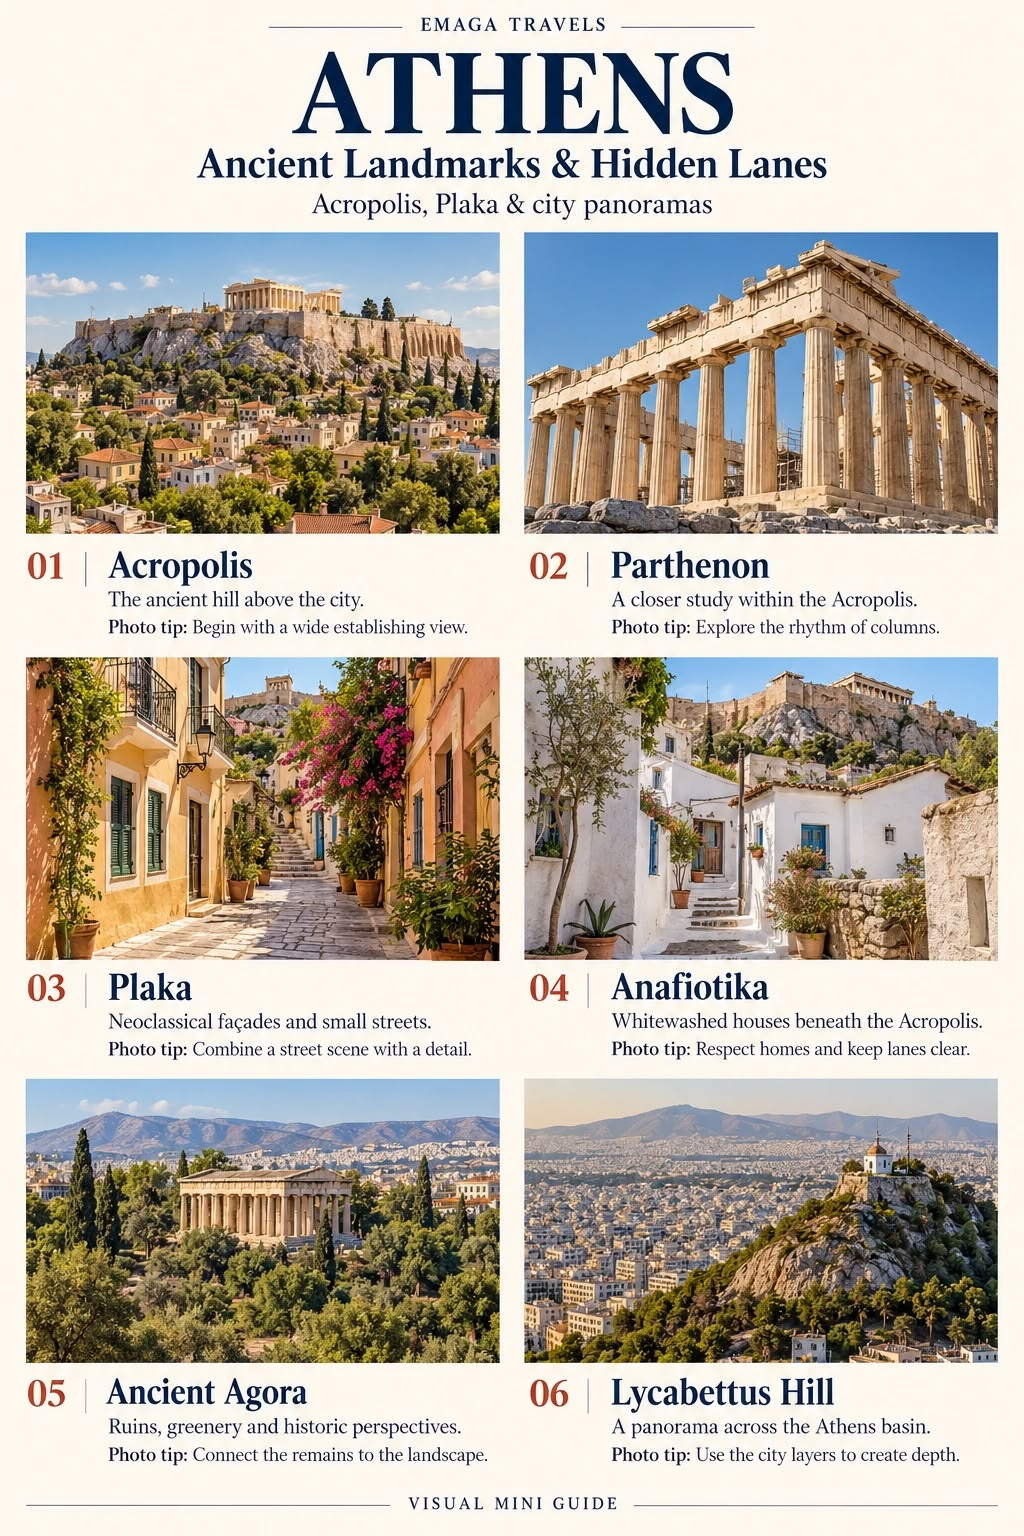 EMAGA TRAVELS
ATHENS
Ancient Landmarks & Hidden Lanes
Acropolis, Plaka & city panoramas
01 | Acropolis
The ancient hill above the city.
Photo tip: Begin with a wide establishing view.
02 | Parthenon
A closer study within the Acropolis.
Photo tip: Explore the rhythm of columns.
03 | Plaka
Neoclassical façades and small streets.
Photo tip: Combine a street scene with a detail.
04 | Anafiotika
Whitewashed houses beneath the Acropolis.
Photo tip: Respect homes and keep lanes clear.
05 | Ancient Agora
Ruins, greenery and historic perspectives.
Photo tip: Connect the remains to the landscape.
06 | Lycabettus Hill
A panorama across the Athens basin.
Photo tip: Use the city layers to create depth.
VISUAL MINI GUIDE